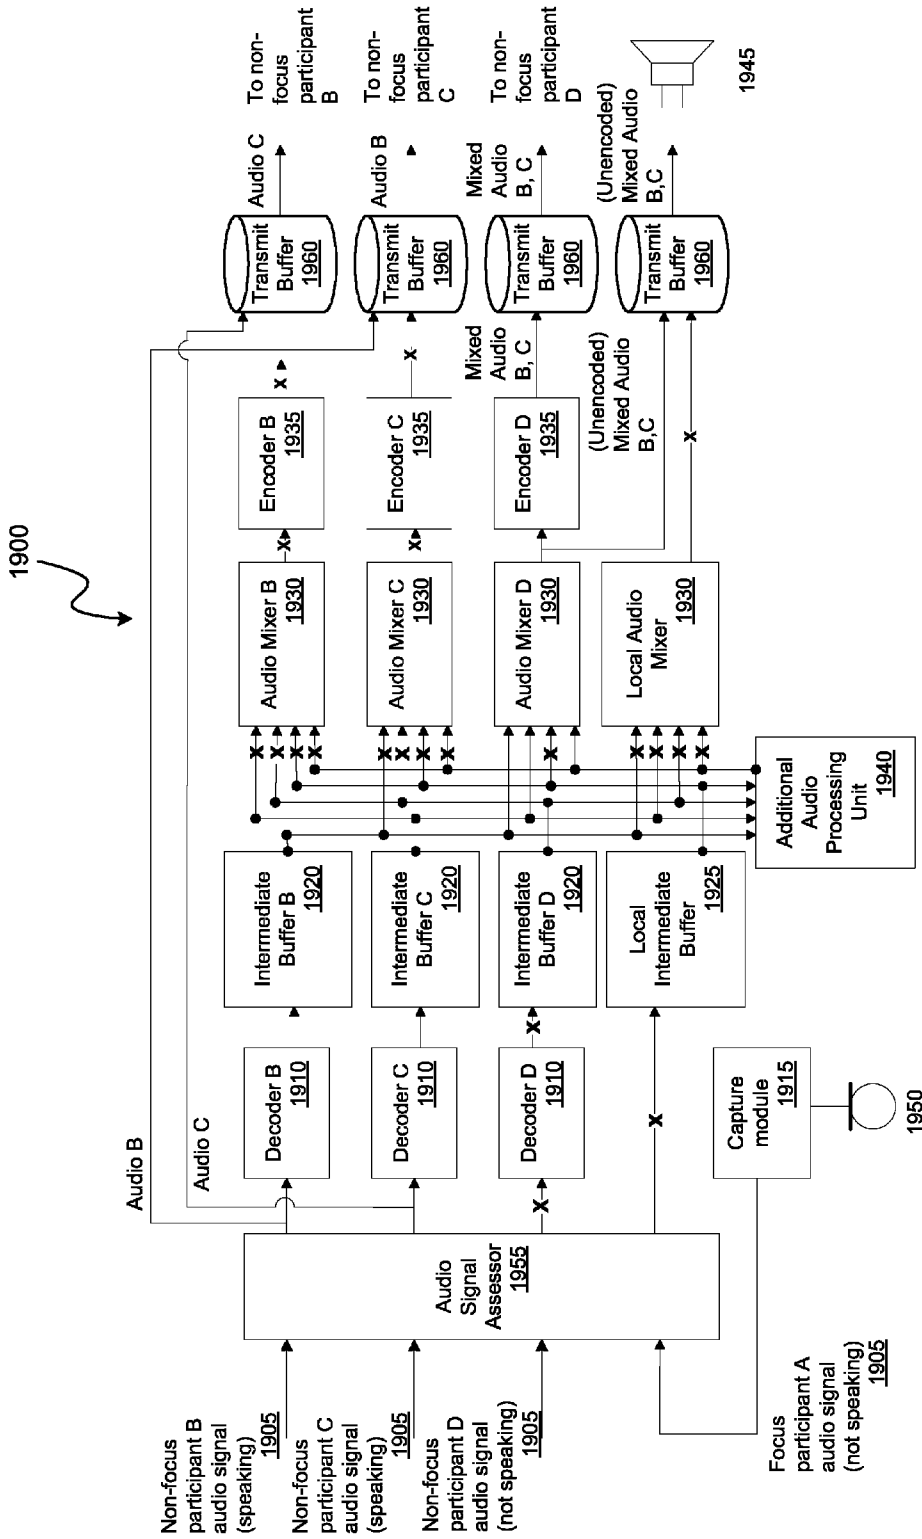 1900
Audio B
Audio C
Non-focus
participant B
audio signal
(speaking)
1905
Non-focus
participant C
audio signal
(speaking)
1905
Non-focus
participant D
audio signal
(not speaking)
1905
Focus
participant A
audio signal
(not speaking)
1905
Audio
Signal
Assessor
1955
Decoder B
1910
Decoder C
1910
Decoder D
1910
x
x
x
Capture
module
1915
1950
Intermediate
Buffer B
1920
Intermediate
Buffer C
1920
Intermediate
Buffer D
1920
Local
Intermediate
Buffer
1925
Additional
Audio
Processing
Unit
1940
x
x
x
x
x
x
x
x
x
x
x
x
x
Audio Mixer B
1930
Audio Mixer C
1930
Audio Mixer D
1930
Local Audio
Mixer
1930
x
x
x
Encoder B
1935
Encoder C
1935
Encoder D
1935
x
x
Mixed
Audio
B, C
(Unencoded)
Mixed Audio
B,C
Transmit
Buffer
1960
Transmit
Buffer
1960
Transmit
Buffer
1960
Transmit
Buffer
1960
Audio C
Audio B
Mixed
Audio
B, C
(Unencoded)
Mixed Audio
B,C
To non-
focus
participant
B
To non-
focus
participant
C
To non-
focus
participant
D
1945